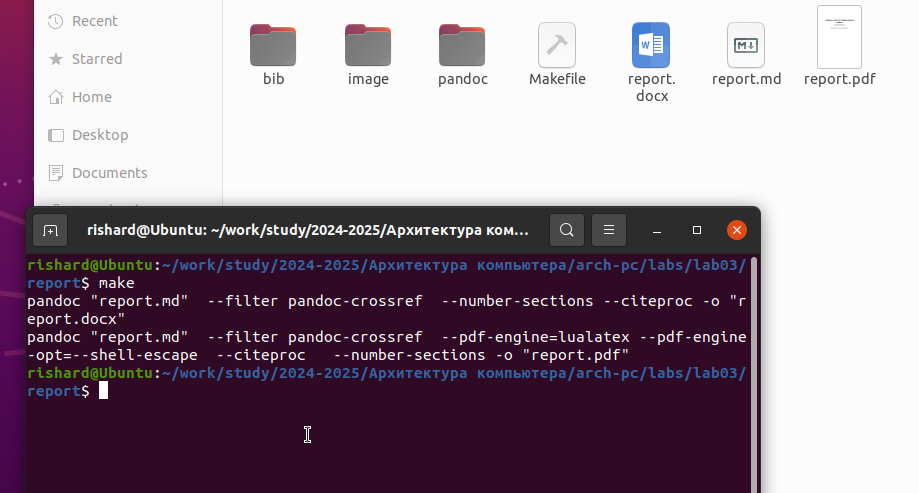 Recent
Starred
Home
Desktop
Documents
bib
image
pandoc
Makefile
report.
docx
report.md
report.pdf
rishard@Ubuntu: ~/work/study/2024-2025/Архитектура ком...
rishard@Ubuntu:~/work/study/2024-2025/Архитектура компьютера/arch-pc/labs/lab03/
report$ make
pandoc "report.md"  --filter pandoc-crossref  --number-sections --citeproc -o "r
eport.docx"
pandoc "report.md"  --filter pandoc-crossref  --pdf-engine=lualatex --pdf-engine
-opt=--shell-escape  --citeproc   --number-sections -o "report.pdf"
rishard@Ubuntu:~/work/study/2024-2025/Архитектура компьютера/arch-pc/labs/lab03/
report$